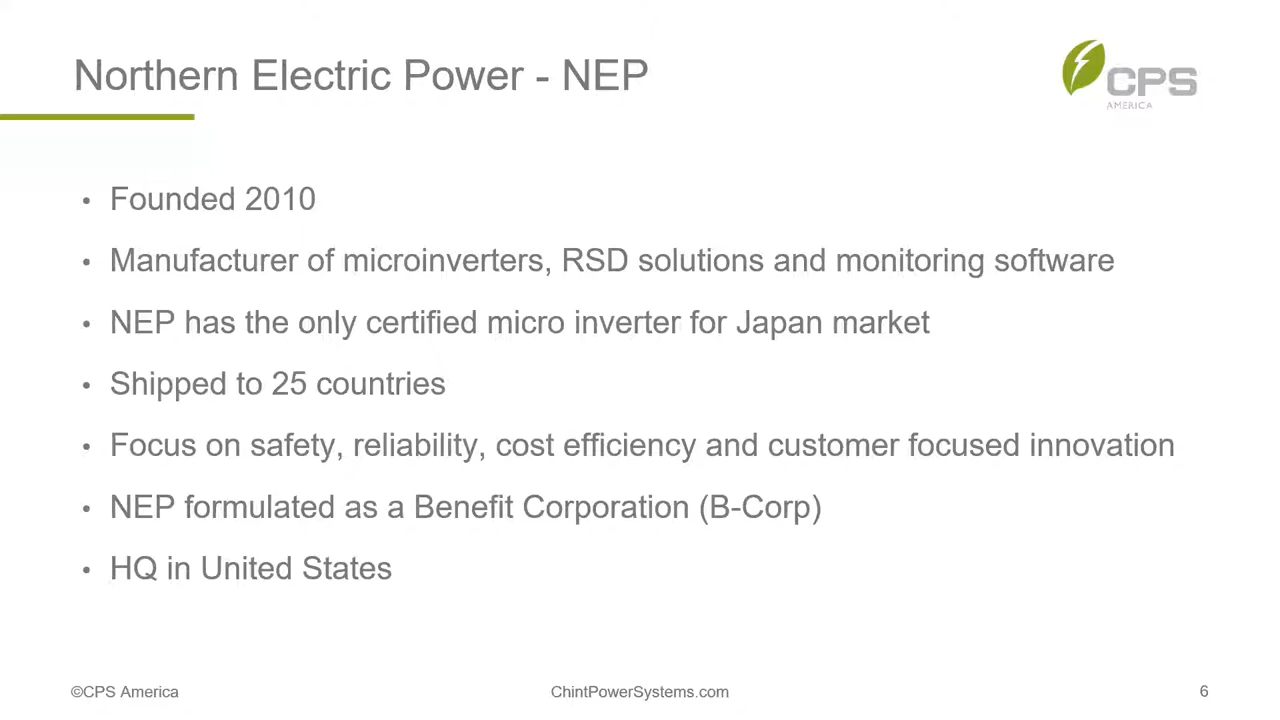 Northern Electric Power - NEP
CPS
AMERICA
• Founded 2010
• Manufacturer of microinverters, RSD solutions and monitoring software
• NEP has the only certified micro inverter for Japan market
• Shipped to 25 countries
• Focus on safety, reliability, cost efficiency and customer focused innovation
• NEP formulated as a Benefit Corporation (B-Corp)
• HQ in United States
©CPS America
ChintPowerSystems.com
6